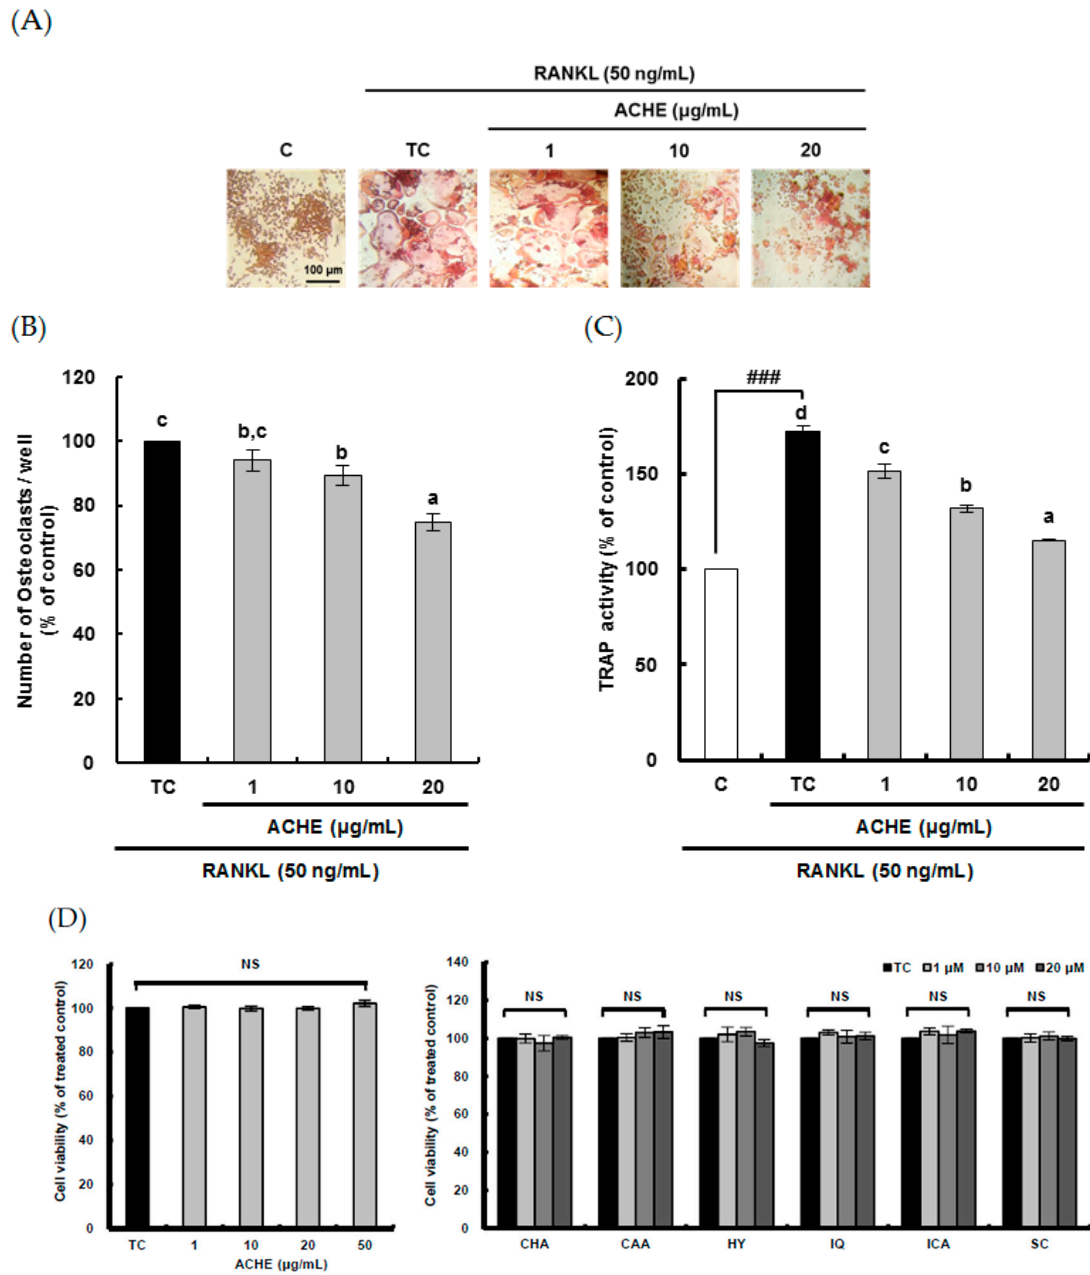 (A)
RANKL (50 ng/mL)
ACHE (µg/mL)
C TC 1 10 20
100 µm
(B)
Number of Osteoclasts / well
(% of control)
120
100
80
60
40
20
0
c
b,c
b
a
TC 1 10 20
ACHE (µg/mL)
RANKL (50 ng/mL)
(C)
TRAP activity (% of control)
200
150
100
50
0
###
d
c
b
a
C TC 1 10 20
ACHE (µg/mL)
RANKL (50 ng/mL)
(D)
Cell viability (% of treated control)
120
100
80
60
40
20
0
NS
TC 1 10 20 50
ACHE (µg/mL)
Cell viability (% of treated control)
140
120
100
80
60
40
20
0
TC 1 µM 10 µM 20 µM
NS NS NS NS NS NS
CHA CAA HY IQ ICA SC